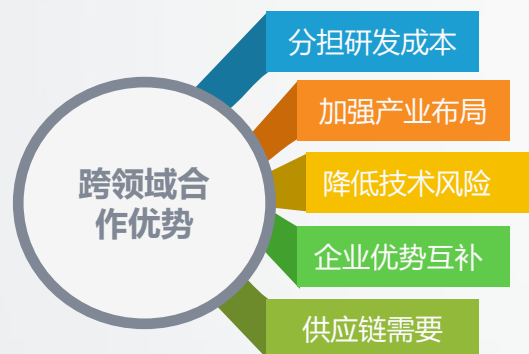 跨领域合
作优势
分担研发成本
加强产业布局
降低技术风险
企业优势互补
供应链需要